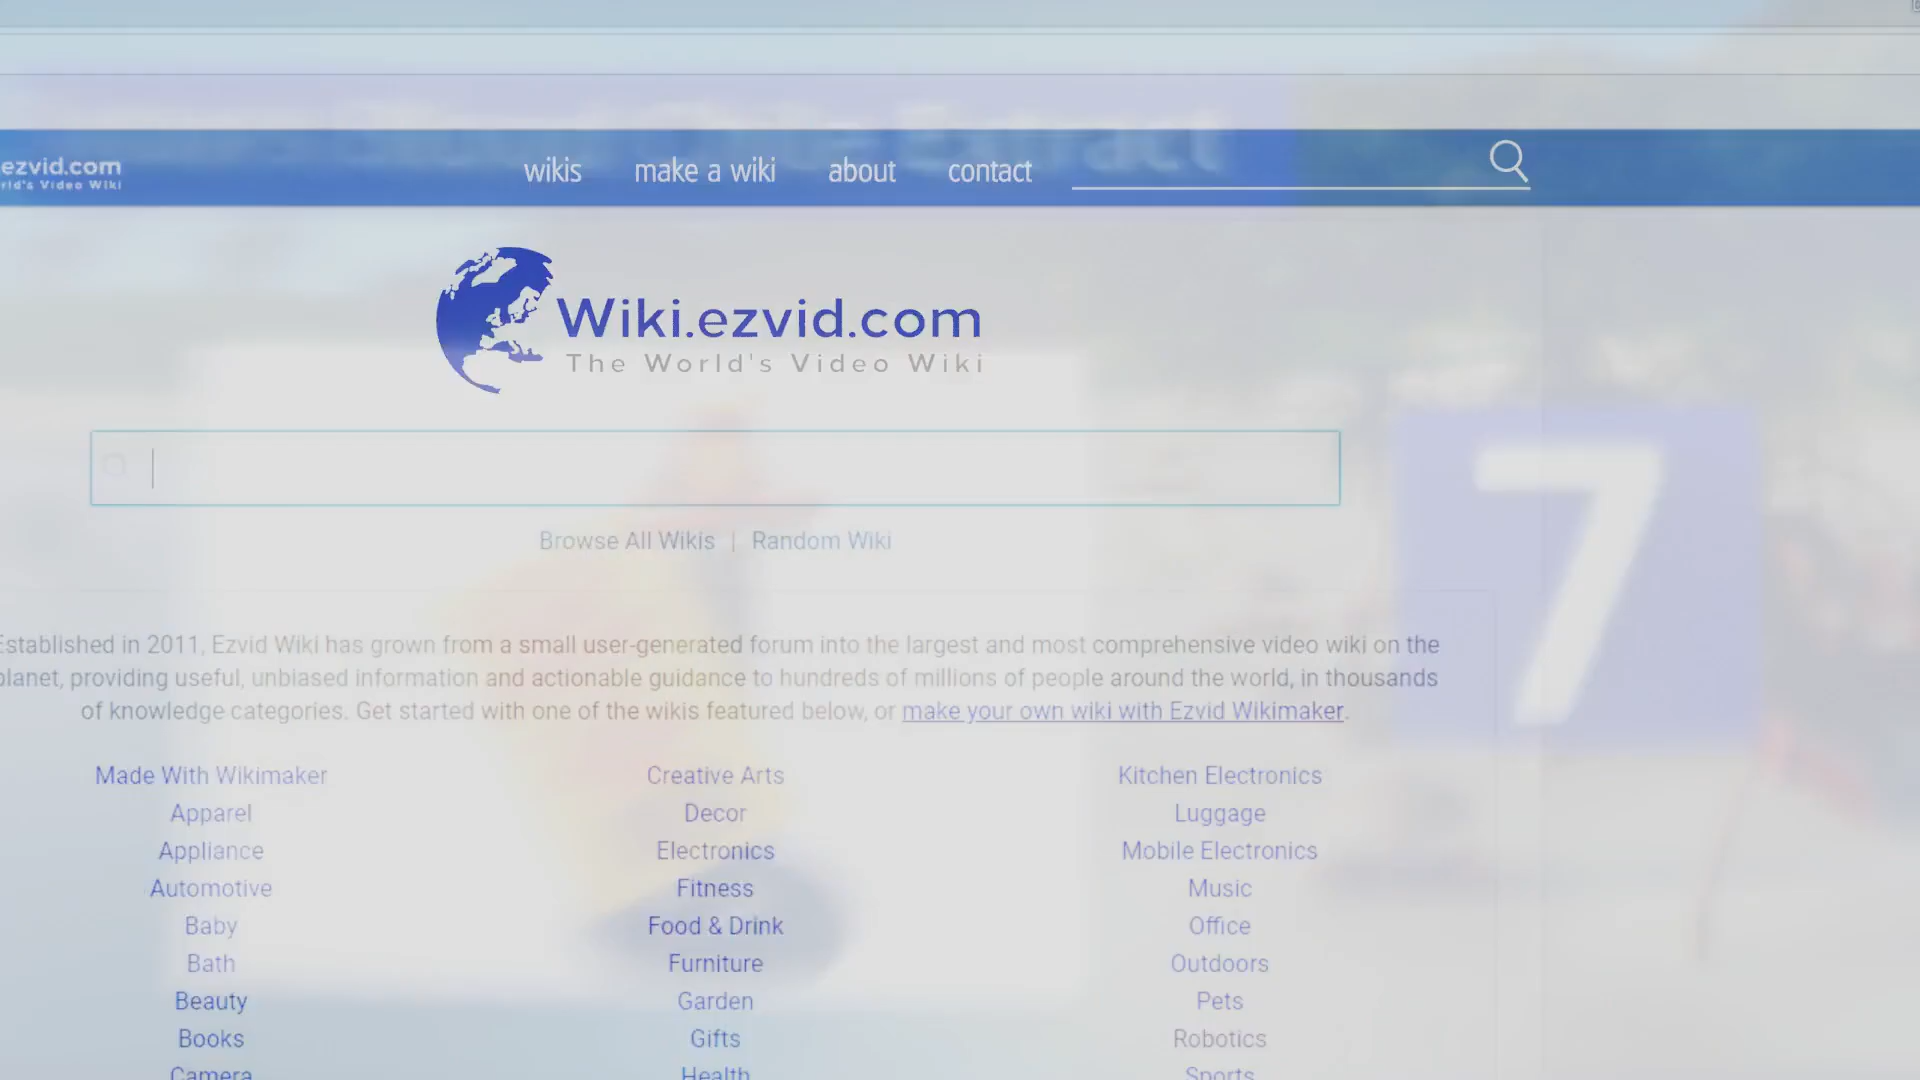 ezvid.com
wikis make a wiki about contact
Wiki.ezvid.com
The World's Video Wiki
Browse All Wikis | Random Wiki
Established in 2011, Ezvid Wiki has grown from a small user-generated forum into the largest and most comprehensive video wiki on the
planet, providing useful, unbiased information and actionable guidance to hundreds of millions of people around the world, in thousands
of knowledge categories. Get started with one of the wikis featured below, or make your own wiki with Ezvid Wikimaker.
7
Made With Wikimaker Creative Arts Kitchen Electronics
Apparel Decor Luggage
Appliance Electronics Mobile Electronics
Automotive Fitness Music
Baby Food & Drink Office
Bath Furniture Outdoors
Beauty Garden Pets
Books Gifts Robotics
Camera Health Sports